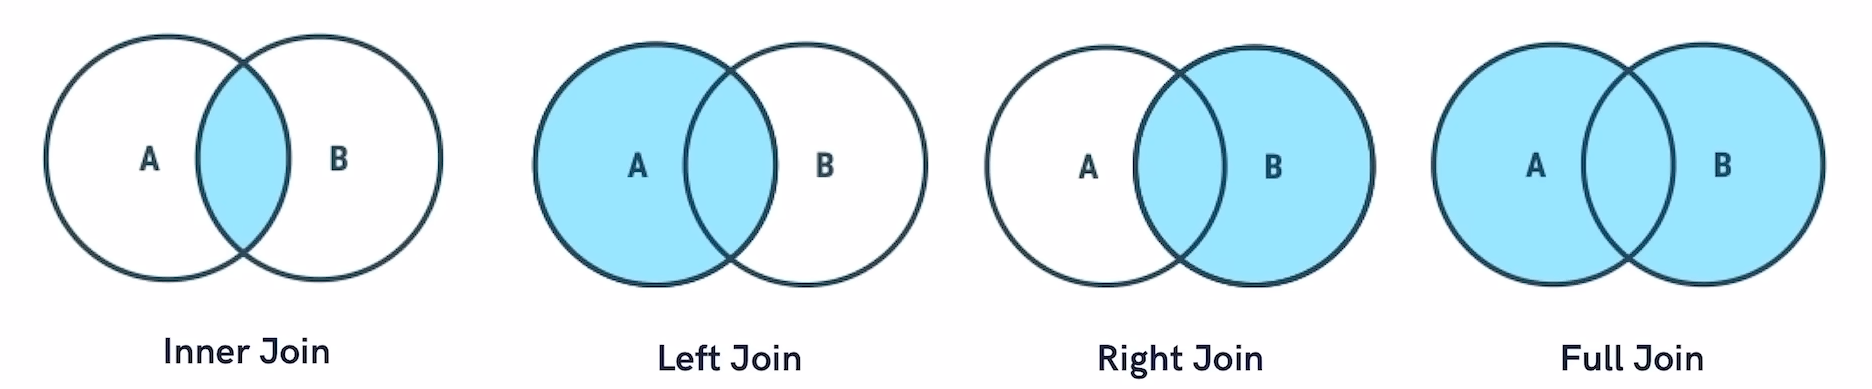 A B
Inner Join
A B
Left Join
A B
Right Join
A B
Full Join